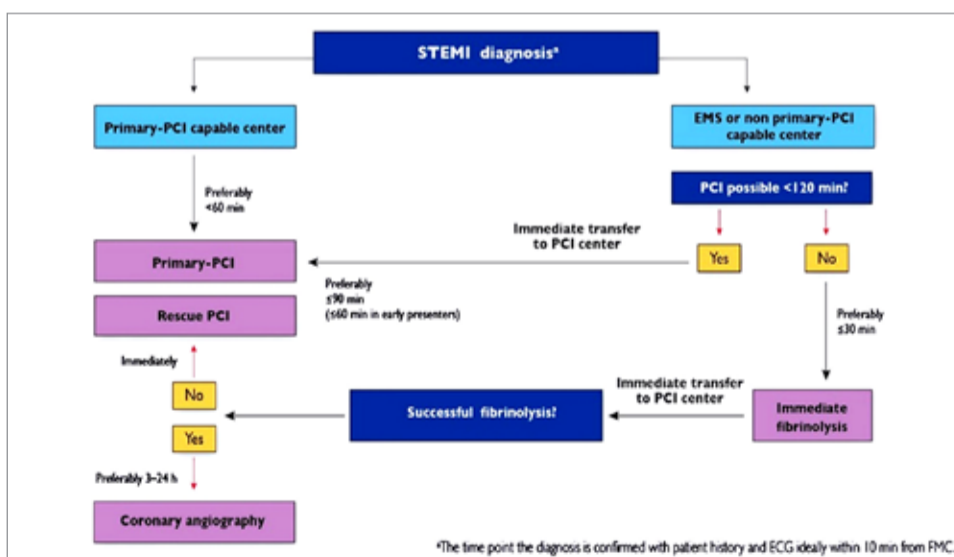 STEMI diagnosisª
Primary-PCI capable center
EMS or non primary-PCI
capable center
PCI possible <120 min?
Preferably
<60 min
Immediate transfer
to PCI center
Yes
No
Primary-PCI
Preferably
≤90 min
(≤60 min in early presenters)
Rescue PCI
Preferably
≤30 min
Immediately
No
Immediate transfer
to PCI center
Successful fibrinolysis?
Immediate
fibrinolysis
Yes
Preferably 3–24 h
Coronary angiography
ªThe time point the diagnosis is confirmed with patient history and ECG ideally within 10 min from FMC.